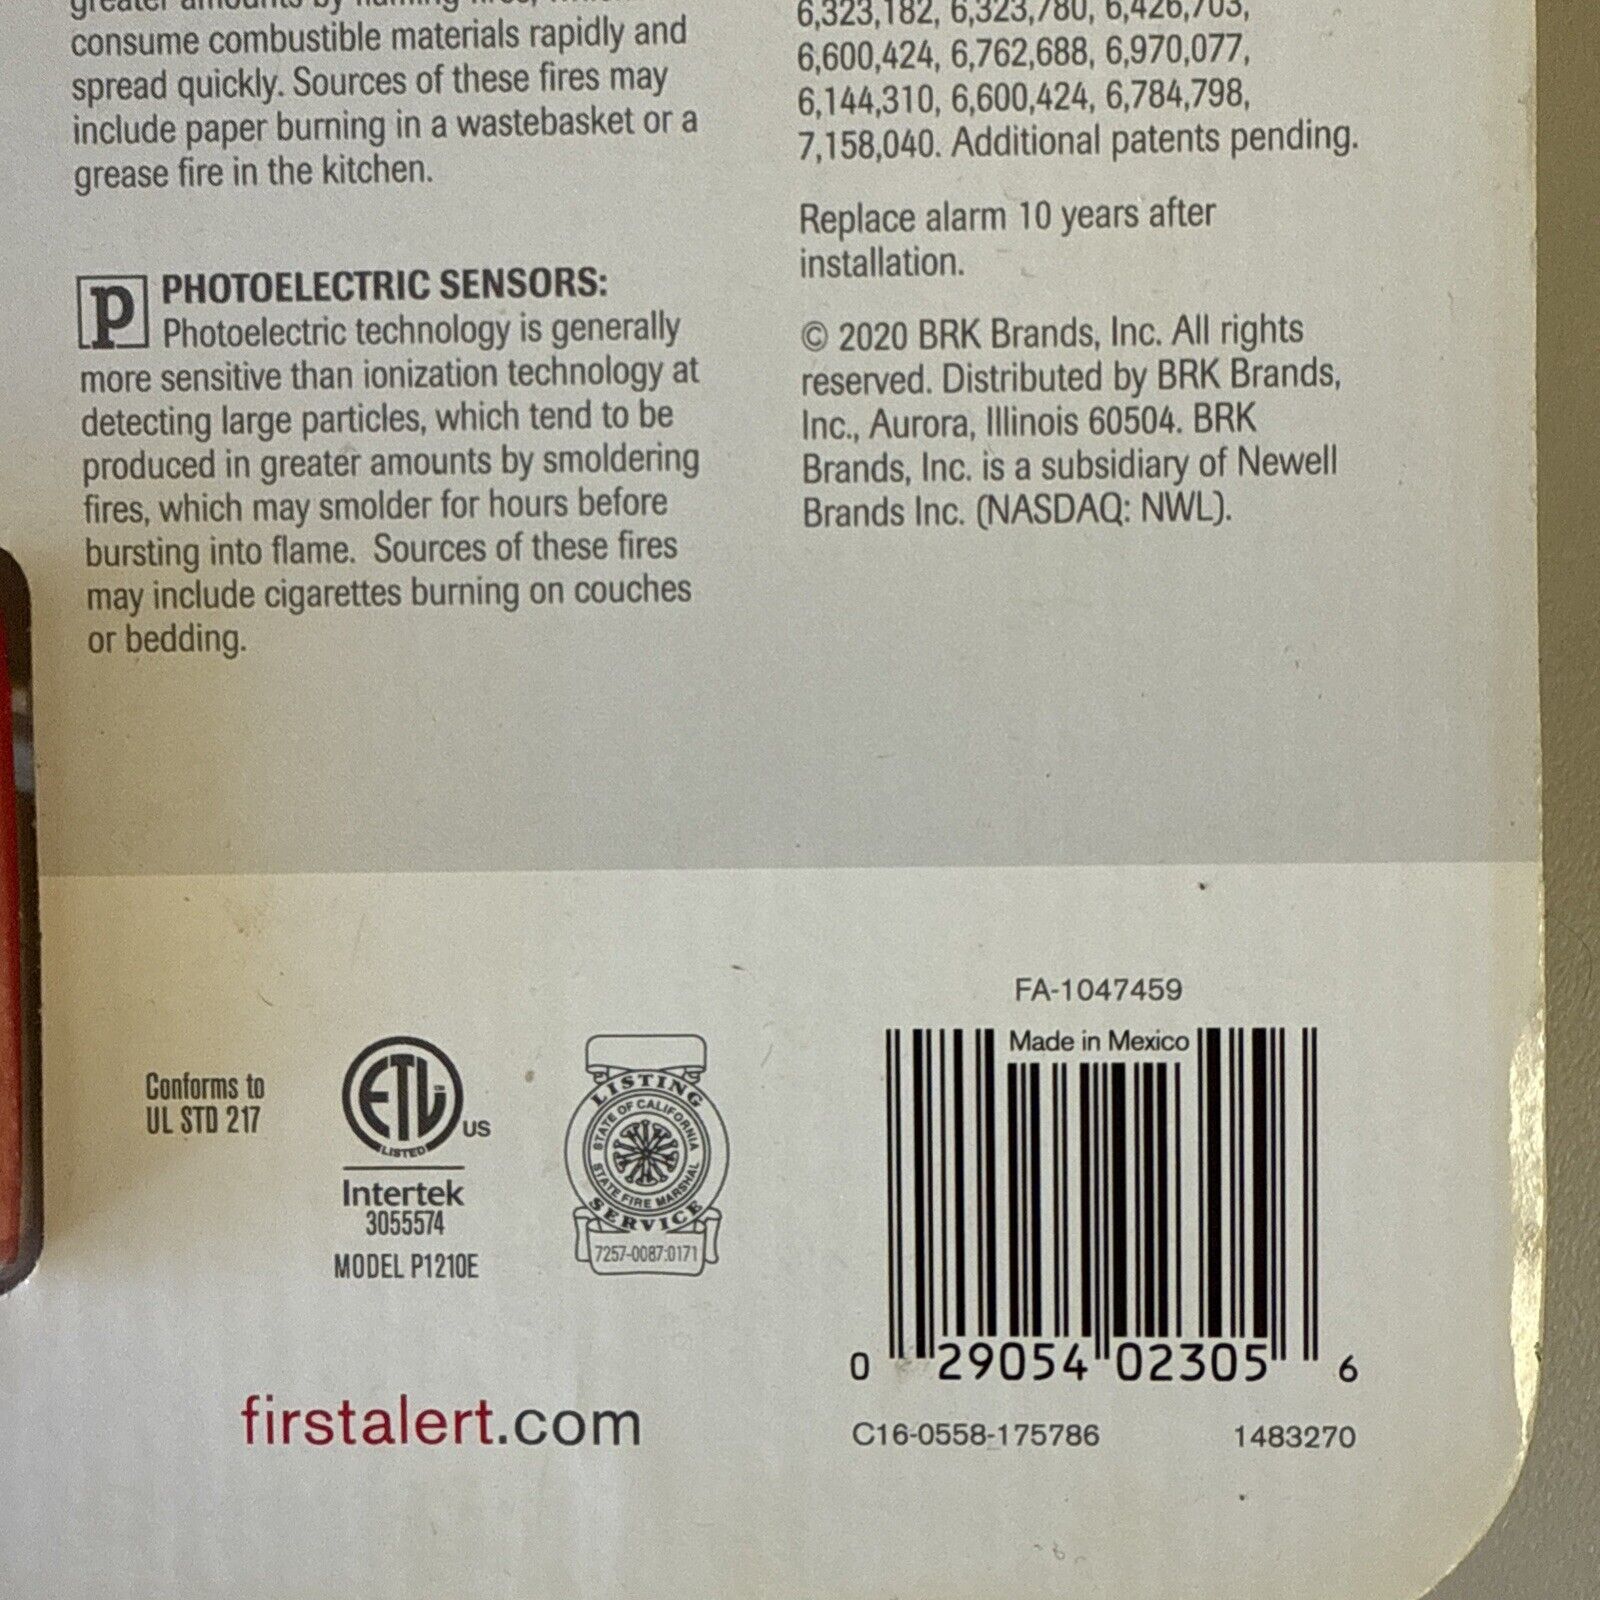 consume combustible materials rapidly and
spread quickly. Sources of these fires may
include paper burning in a wastebasket or a
grease fire in the kitchen.
P PHOTOELECTRIC SENSORS:
Photoelectric technology is generally
more sensitive than ionization technology at
detecting large particles, which tend to be
produced in greater amounts by smoldering
fires, which may smolder for hours before
bursting into flame. Sources of these fires
may include cigarettes burning on couches
or bedding.
6,323,182, 6,323,780, 6,426,703,
6,600,424, 6,762,688, 6,970,077,
6,144,310, 6,600,424, 6,784,798,
7,158,040. Additional patents pending.
Replace alarm 10 years after
installation.
© 2020 BRK Brands, Inc. All rights
reserved. Distributed by BRK Brands,
Inc., Aurora, Illinois 60504. BRK
Brands, Inc. is a subsidiary of Newell
Brands Inc. (NASDAQ: NWL).
Conforms to
UL STD 217
ETL US
LISTED
Intertek
3055574
MODEL P1210E
LISTING
STATE OF CALIFORNIA
STATE FIRE MARSHAL
SERVICE
7257-0087:0171
FA-1047459
Made in Mexico
0 29054 02305 6
C16-0558-175786 1483270
firstalert.com